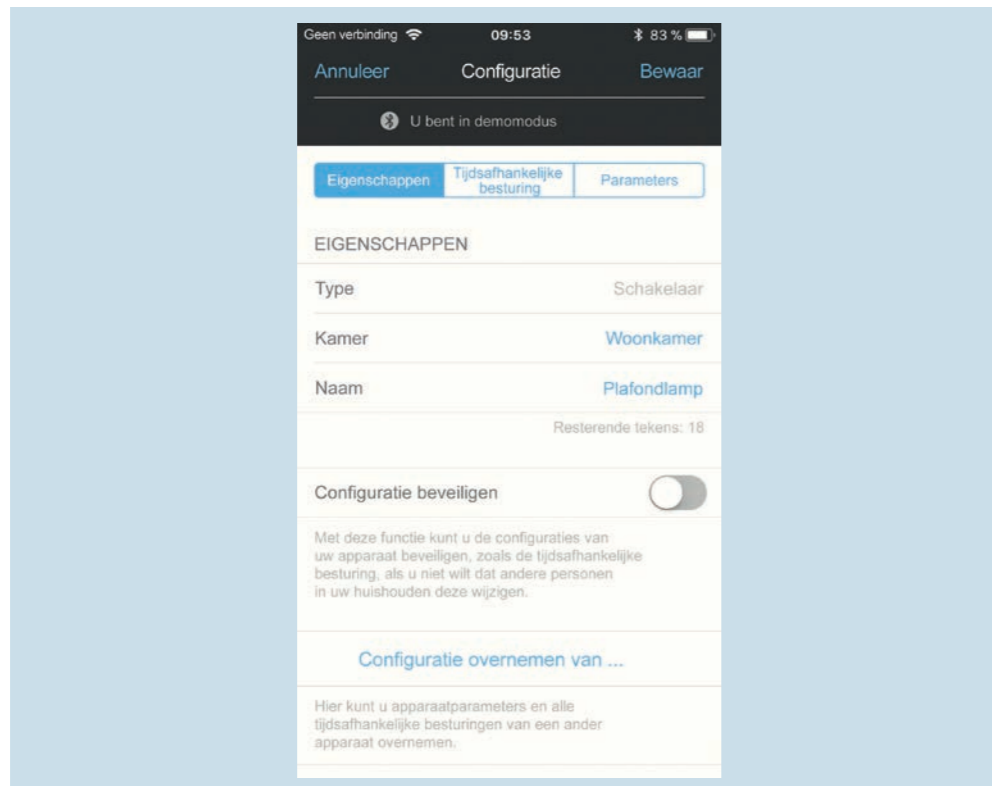 Geen verbinding 09:53 83 %
Annuleer Configuratie Bewaar
U bent in demomodus
Eigenschappen Tijdsafhankelijke besturing Parameters
EIGENSCHAPPEN
Type Schakelaar
Kamer Woonkamer
Naam Plafondlamp
Resterende tekens: 18
Configuratie beveiligen
Met deze functie kunt u de configuraties van
uw apparaat beveiligen, zoals de tijdsafhankelijke
besturing, als u niet wilt dat andere personen
in uw huishouden deze wijzigen.
Configuratie overnemen van ...
Hier kunt u apparaatparameters en alle
tijdsafhankelijke besturingen van een ander
apparaat overnemen.